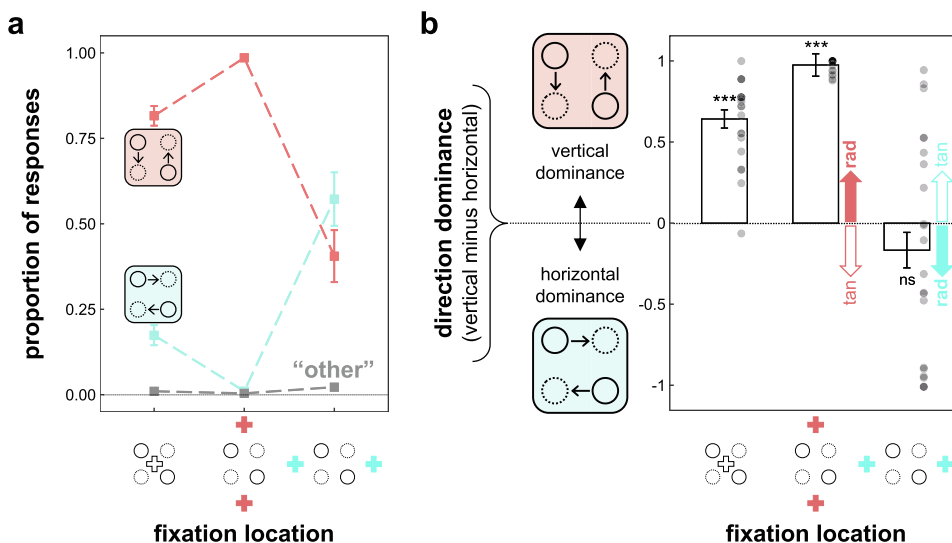 a
proportion of responses
1.00
0.75
0.50
0.25
0.00
“other”
fixation location
b
direction dominance
(vertical minus horizontal)
vertical
dominance
horizontal
dominance
1
0.5
0
-0.5
-1
***
***
ns
rad
tan
tan
rad
fixation location